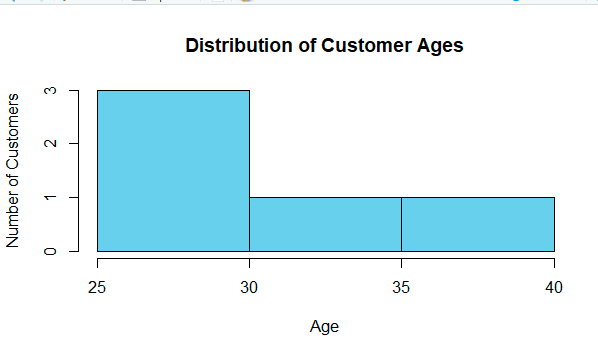 Distribution of Customer Ages
Number of Customers
3
2
1
0
25 30 35 40
Age